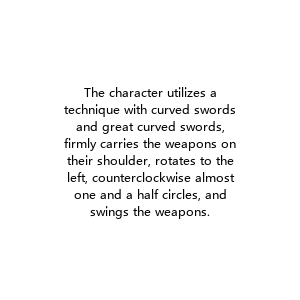 The character utilizes a
technique with curved swords
and great curved swords,
firmly carries the weapons on
their shoulder, rotates to the
left, counterclockwise almost
one and a half circles, and
swings the weapons.